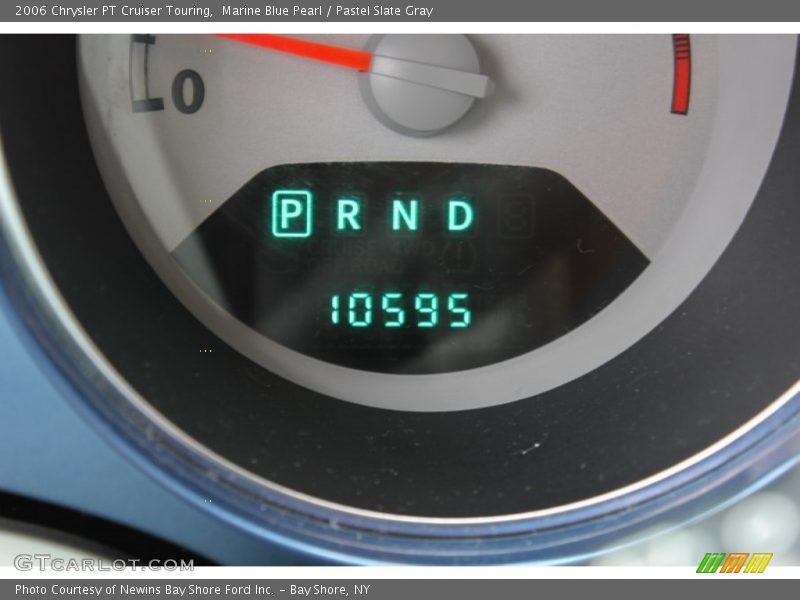 2006 Chrysler PT Cruiser Touring,  Marine Blue Pearl / Pastel Slate Gray
0
P R N D
10595
GTCARLOT.COM
Photo Courtesy of Newins Bay Shore Ford Inc. - Bay Shore, NY